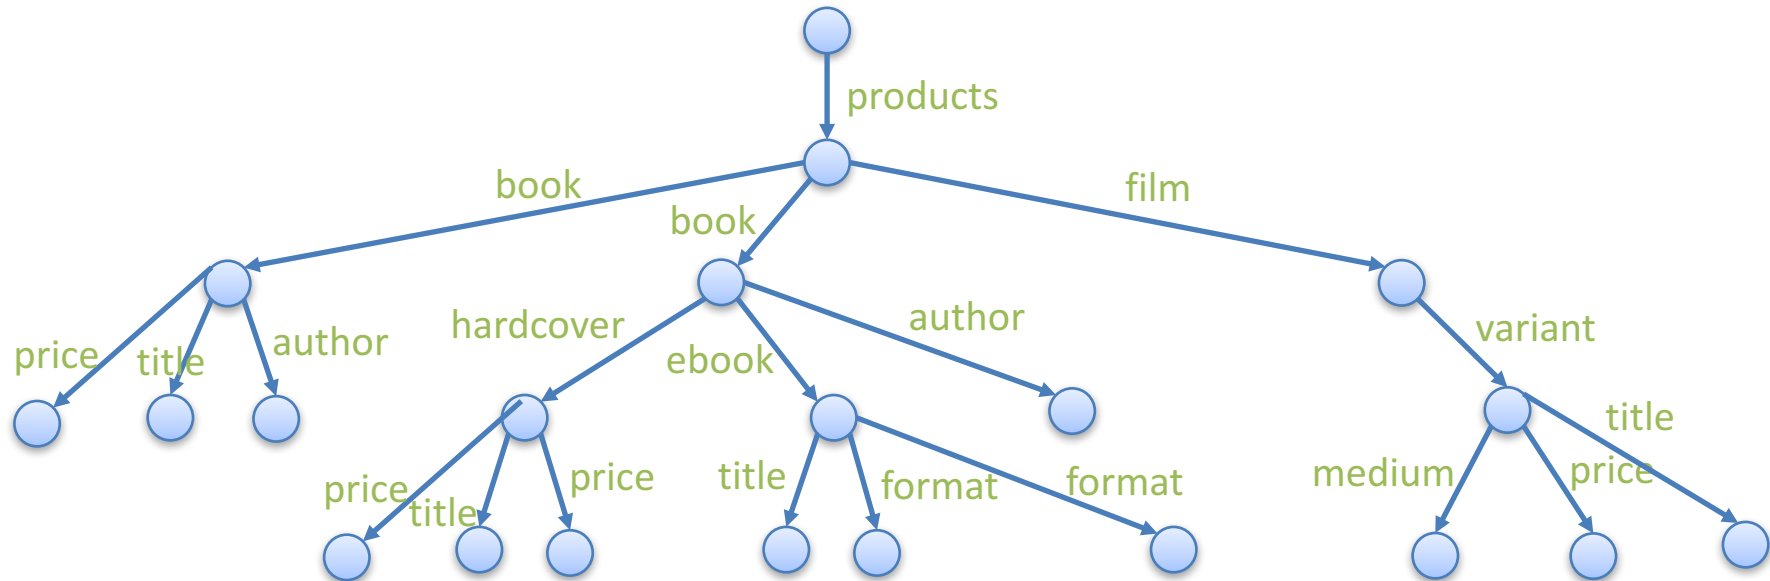 products
book
book
film
price
title
author
hardcover
ebook
author
variant
price
title
price
title
format
format
medium
price
title